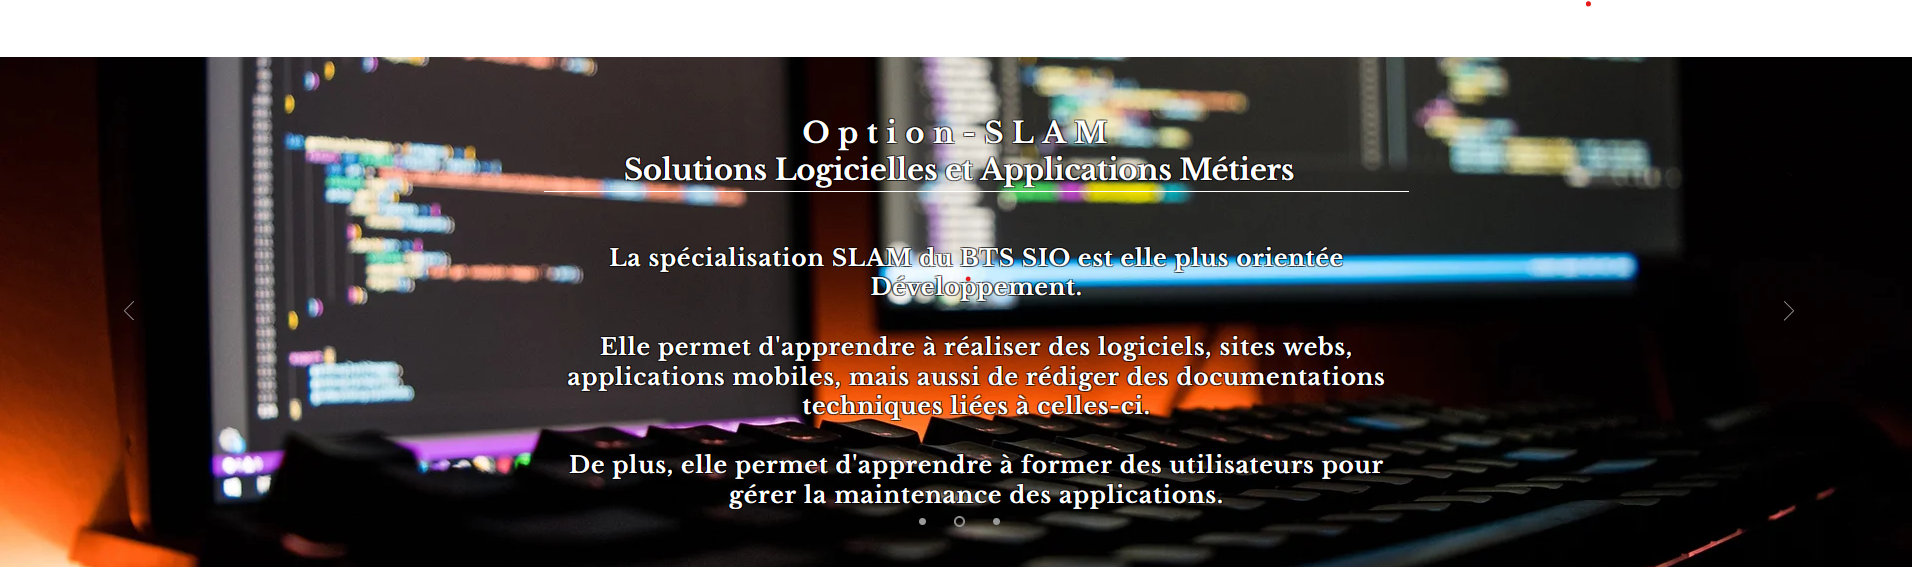 Option-SLAM
Solutions Logicielles et Applications Métiers
La spécialisation SLAM du BTS SIO est elle plus orientée
Développement.
Elle permet d'apprendre à réaliser des logiciels, sites webs,
applications mobiles, mais aussi de rédiger des documentations
techniques liées à celles-ci.
De plus, elle permet d'apprendre à former des utilisateurs pour
gérer la maintenance des applications.